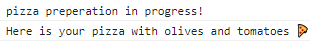 pizza preperation in progress!
Here is your pizza with olives and tomatoes 🍕